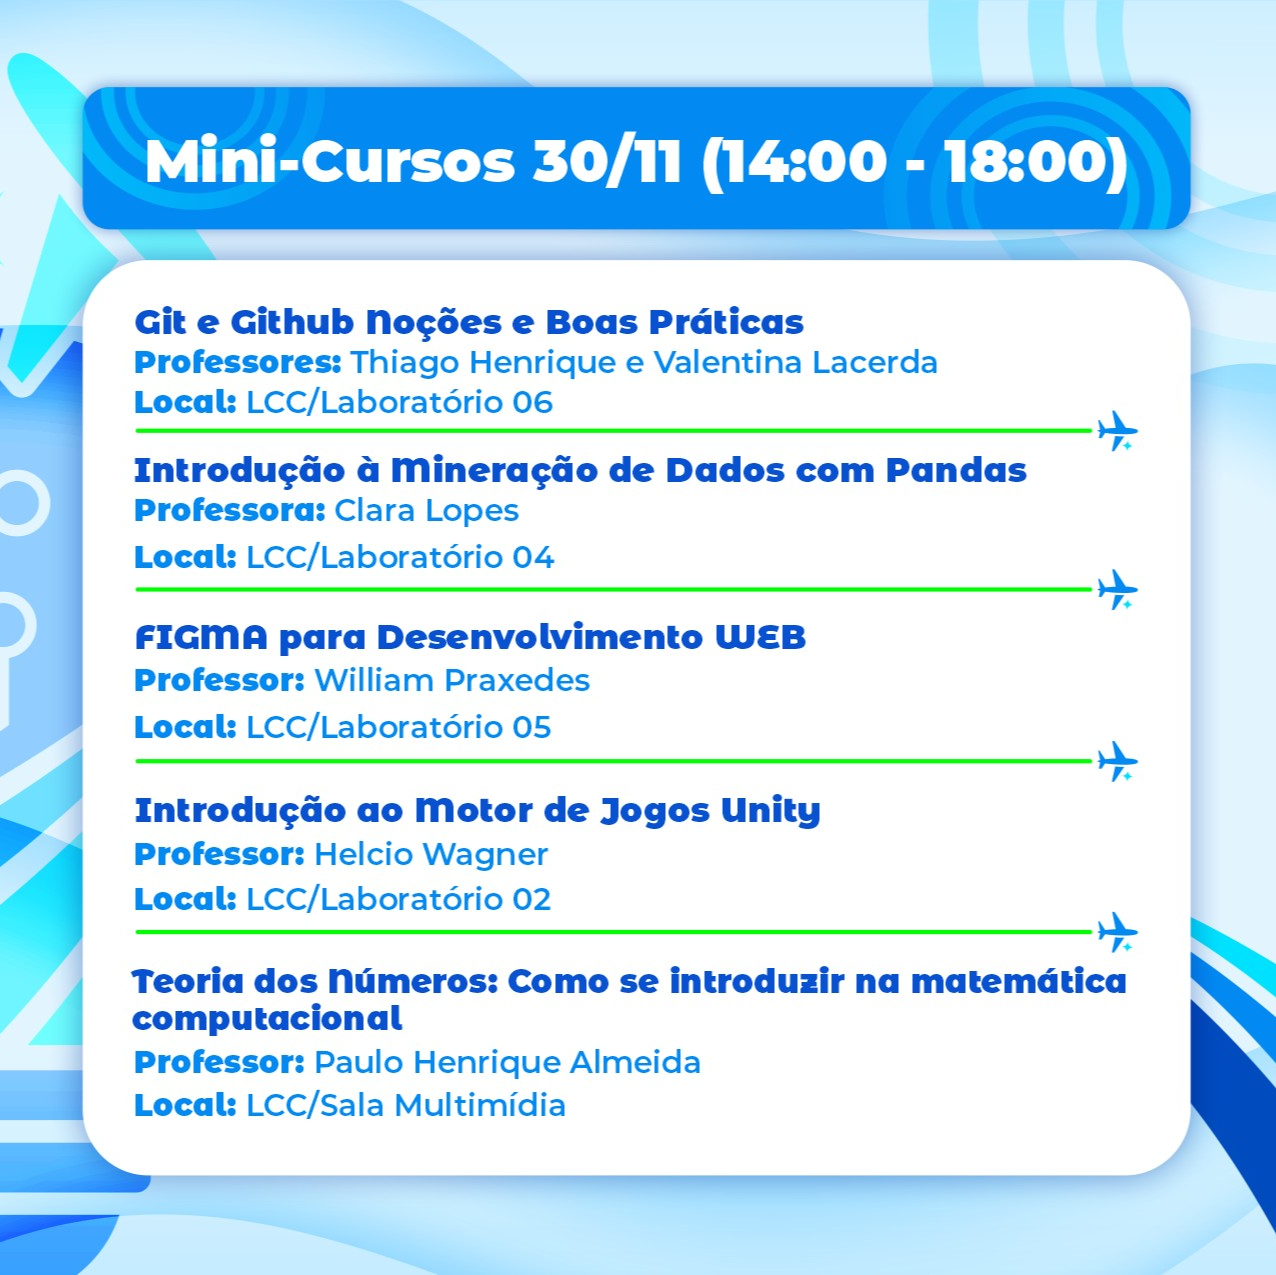 Mini-Cursos 30/11 (14:00 - 18:00)
Git e Github Noções e Boas Práticas
Professores: Thiago Henrique e Valentina Lacerda
Local: LCC/Laboratório 06
Introdução à Mineração de Dados com Pandas
Professora: Clara Lopes
Local: LCC/Laboratório 04
FIGMA para Desenvolvimento WEB
Professor: William Praxedes
Local: LCC/Laboratório 05
Introdução ao Motor de Jogos Unity
Professor: Helcio Wagner
Local: LCC/Laboratório 02
Teoria dos Números: Como se introduzir na matemática
computacional
Professor: Paulo Henrique Almeida
Local: LCC/Sala Multimídia